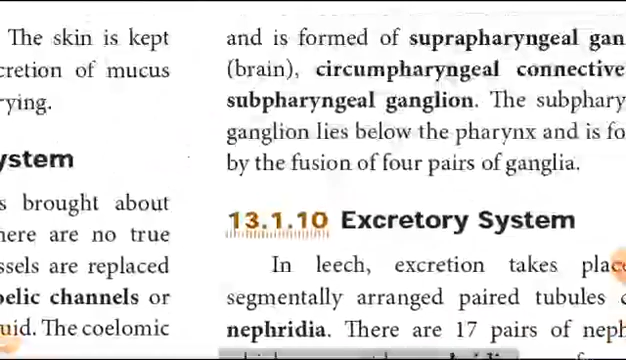 The skin is kept
cretion of mucus
rying.
ystem
s brought about
here are no true
ssels are replaced
oelic channels or
uid. The coelomic
and is formed of suprapharyngeal gan
(brain), circumpharyngeal connective
subpharyngeal ganglion. The subphary
ganglion lies below the pharynx and is fo
by the fusion of four pairs of ganglia.
13.1.10 Excretory System
In leech, excretion takes plac
segmentally arranged paired tubules c
nephridia. There are 17 pairs of neph